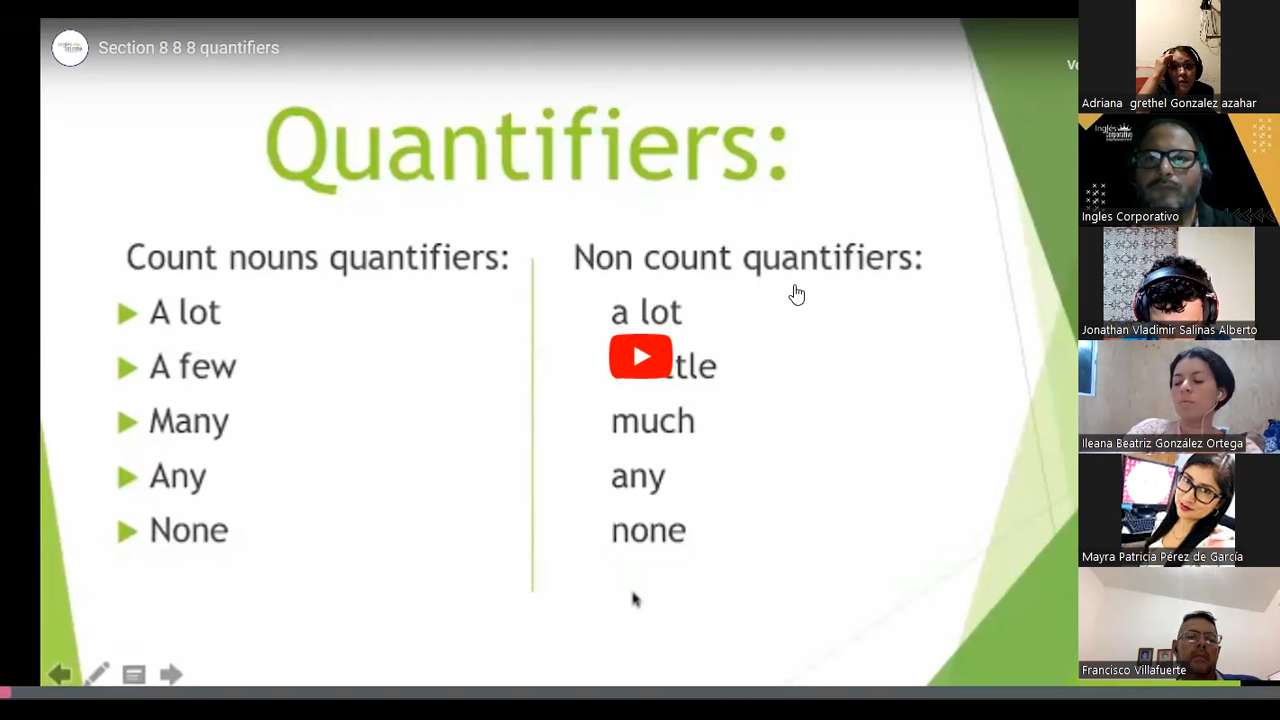 Section 8 8 8 quantifiers
Quantifiers:
Count nouns quantifiers:
A lot
A few
Many
Any
None
Non count quantifiers:
a lot
much
any
none
Adriana grethel Gonzalez azahar
Inglés
Corporativo
Ingles Corporativo
Jonathan Vladimir Salinas Alberto
Ileana Beatriz González Ortega
Mayra Patricia Pérez de García
Francisco Villafuerte